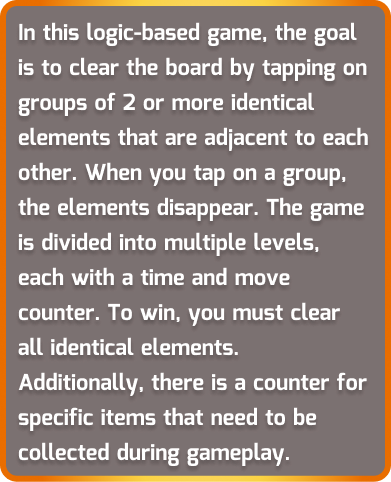 In this logic-based game, the goal
is to clear the board by tapping on
groups of 2 or more identical
elements that are adjacent to each
other. When you tap on a group,
the elements disappear. The game
is divided into multiple levels,
each with a time and move
counter. To win, you must clear
all identical elements.
Additionally, there is a counter for
specific items that need to be
collected during gameplay.